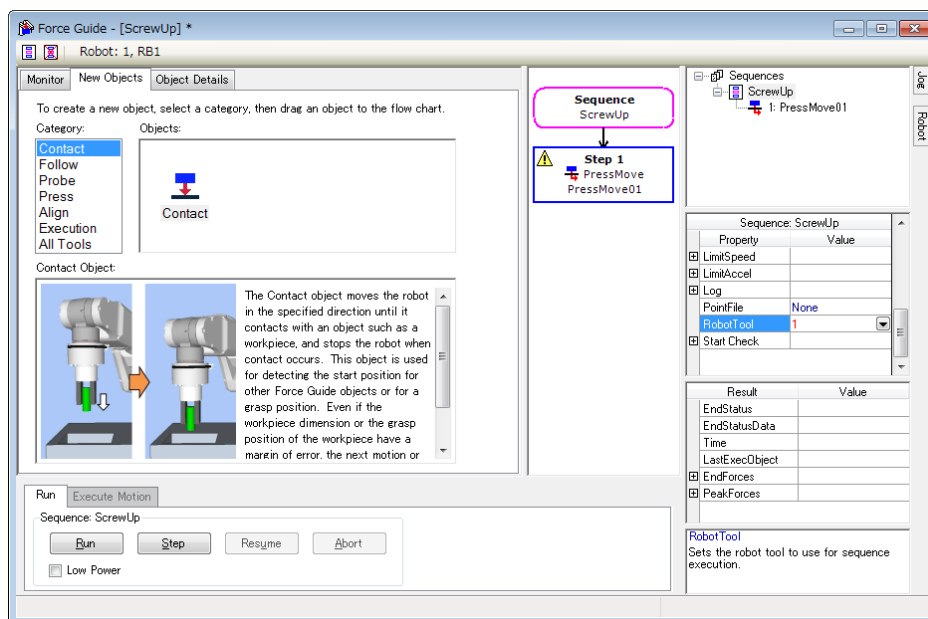 Force Guide - [ScrewUp] *
Robot: 1, RB1
Monitor New Objects Object Details
To create a new object, select a category, then drag an object to the flow chart.
Category: Objects:
Contact
Follow
Probe
Press
Align
Execution
All Tools
Contact
Contact Object:
The Contact object moves the robot
in the specified direction until it
contacts with an object such as a
workpiece, and stops the robot when
contact occurs. This object is used
for detecting the start position for
other Force Guide objects or for a
grasp position. Even if the
workpiece dimension or the grasp
position of the workpiece have a
margin of error, the next motion or
Sequence
ScrewUp
Step 1
PressMove
PressMove01
Sequences
ScrewUp
1: PressMove01
Jog
Robot
Sequence: ScrewUp
Property Value
LimitSpeed
LimitAccel
Log
PointFile None
RobotTool 1
Start Check
Result Value
EndStatus
EndStatusData
Time
LastExecObject
EndForces
PeakForces
RobotTool
Sets the robot tool to use for sequence
execution.
Run Execute Motion
Sequence: ScrewUp
Run Step Resume Abort
Low Power